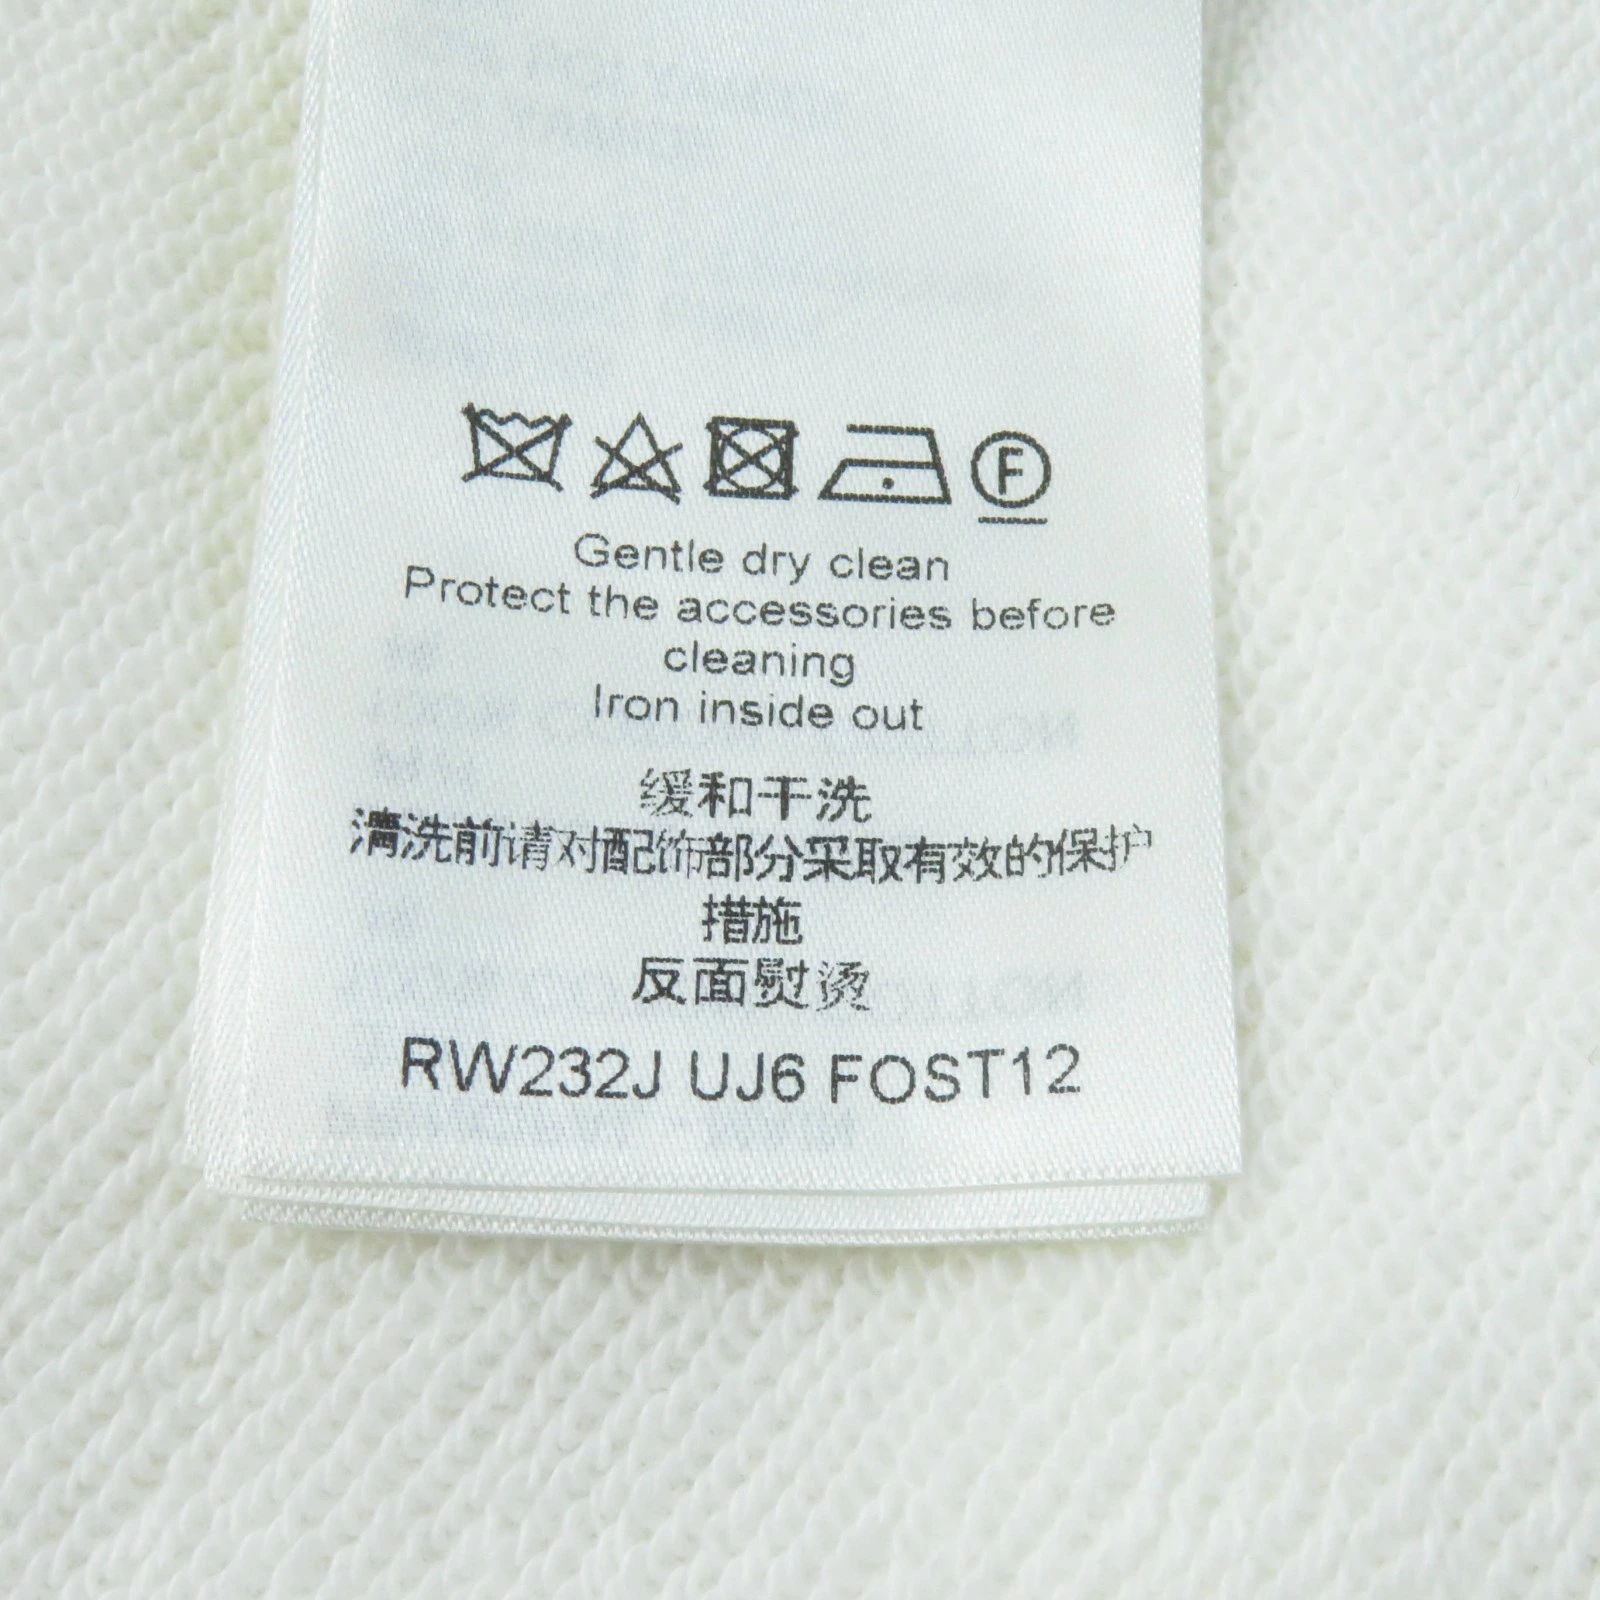 F
Gentle dry clean
Protect the accessories before
cleaning
Iron inside out
缓和干洗
清洗前请对配饰部分采取有效的保护
措施
反面熨烫
RW232J UJ6 FOST12